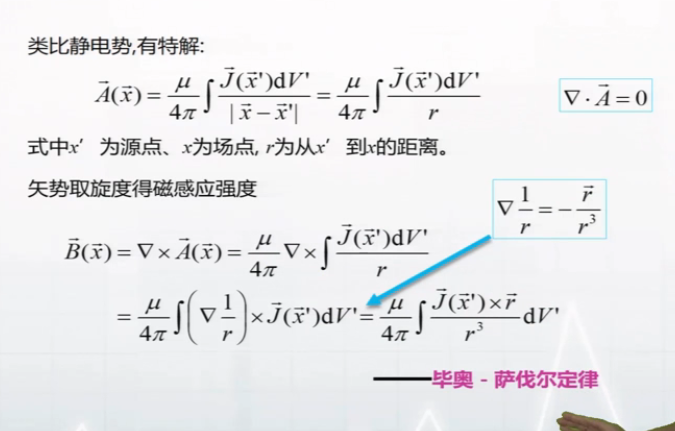 类比静电势,有特解:
$\vec{A}(\vec{x}) = \frac{\mu}{4\pi} \int \frac{\vec{J}(\vec{x}')\mathrm{d}V'}{|\vec{x} - \vec{x}'|} = \frac{\mu}{4\pi} \int \frac{\vec{J}(\vec{x}')\mathrm{d}V'}{r}$ $\nabla \cdot \vec{A} = 0$
式中x'为源点、x为场点, r为从x'到x的距离。
矢势取旋度得磁感应强度
$\nabla \frac{1}{r} = -\frac{\vec{r}}{r^3}$
$\vec{B}(\vec{x}) = \nabla \times \vec{A}(\vec{x}) = \frac{\mu}{4\pi} \nabla \times \int \frac{\vec{J}(\vec{x}')\mathrm{d}V'}{r}$
$= \frac{\mu}{4\pi} \int \left( \nabla \frac{1}{r} \right) \times \vec{J}(\vec{x}')\mathrm{d}V' = \frac{\mu}{4\pi} \int \frac{\vec{J}(\vec{x}') \times \vec{r}}{r^3} \mathrm{d}V'$
——毕奥 - 萨伐尔定律